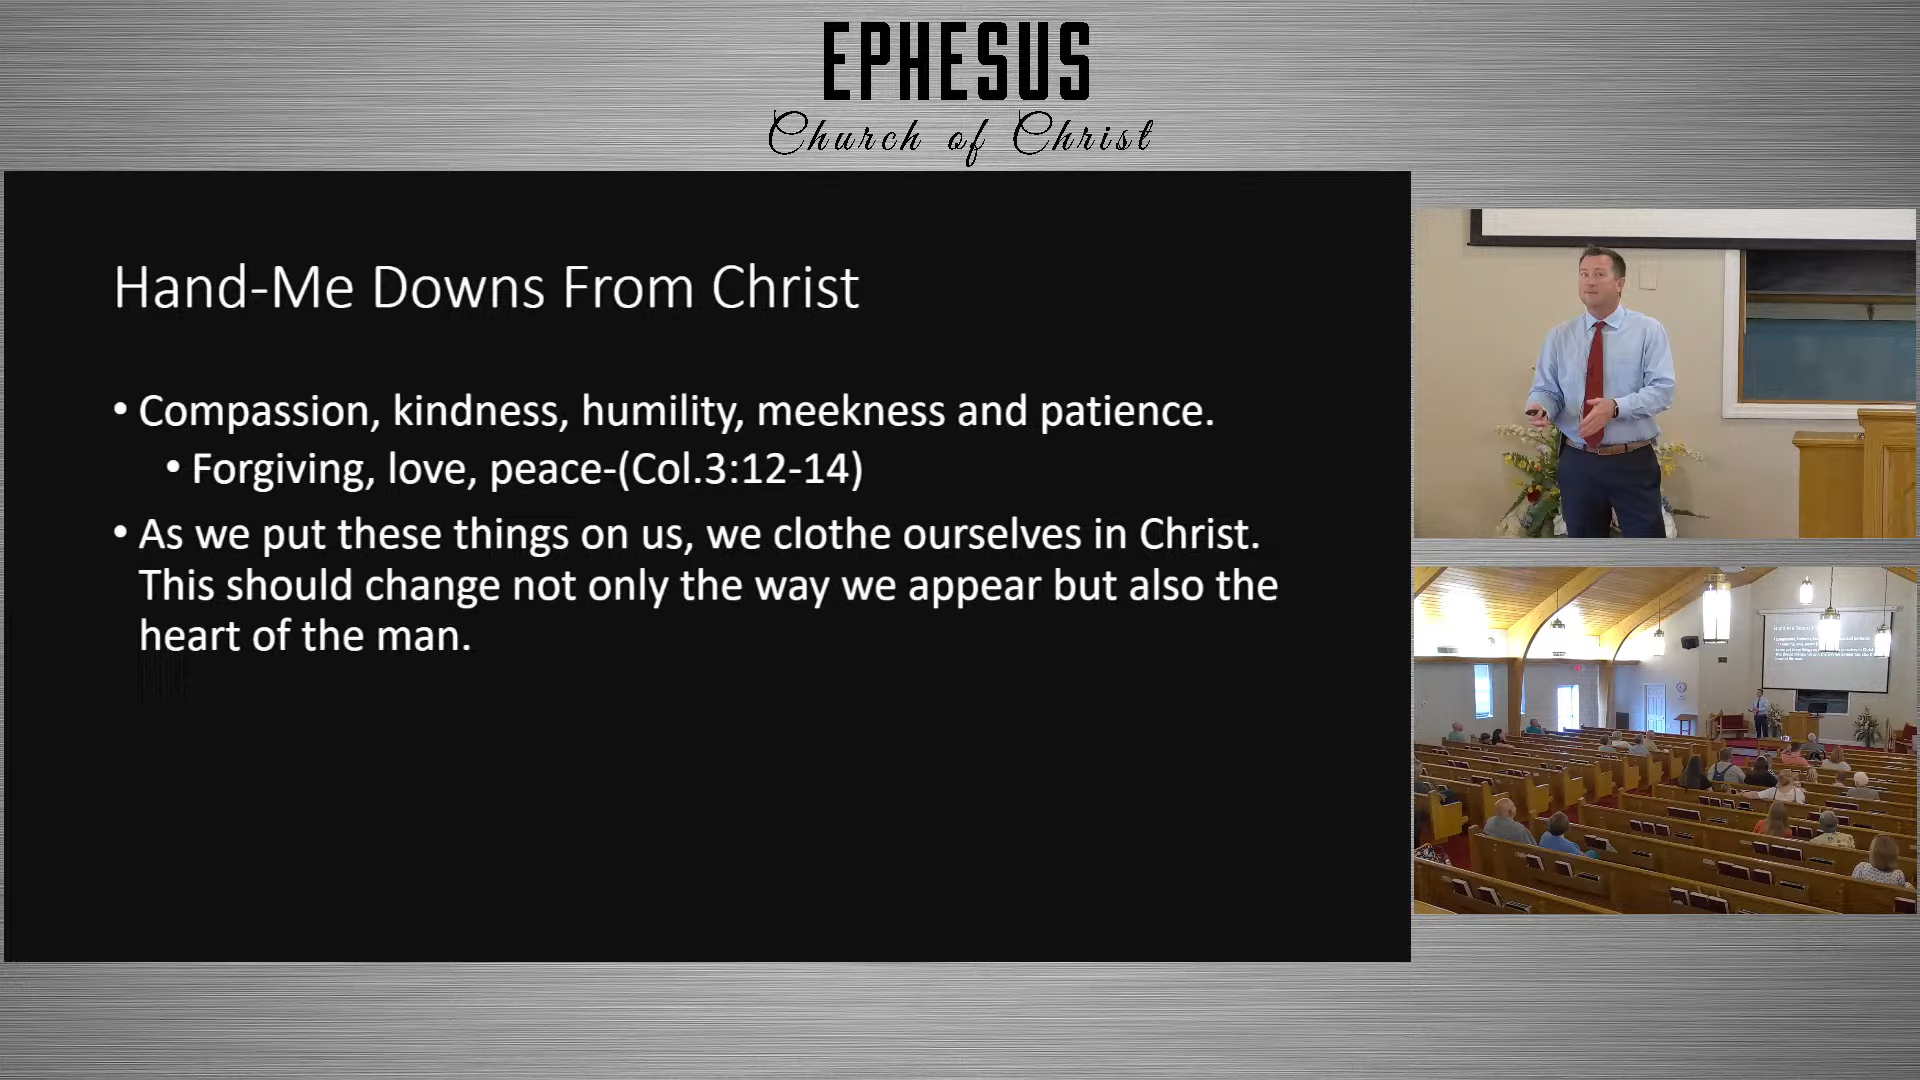 EPHESUS
Church of Christ
Hand-Me Downs From Christ
• Compassion, kindness, humility, meekness and patience.
• Forgiving, love, peace-(Col.3:12-14)
• As we put these things on us, we clothe ourselves in Christ.
This should change not only the way we appear but also the
heart of the man.